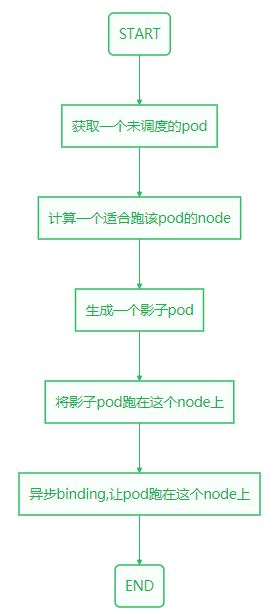 START
获取一个未调度的pod
计算一个适合跑该pod的node
生成一个影子pod
将影子pod跑在这个node上
异步binding,让pod跑在这个node上
END